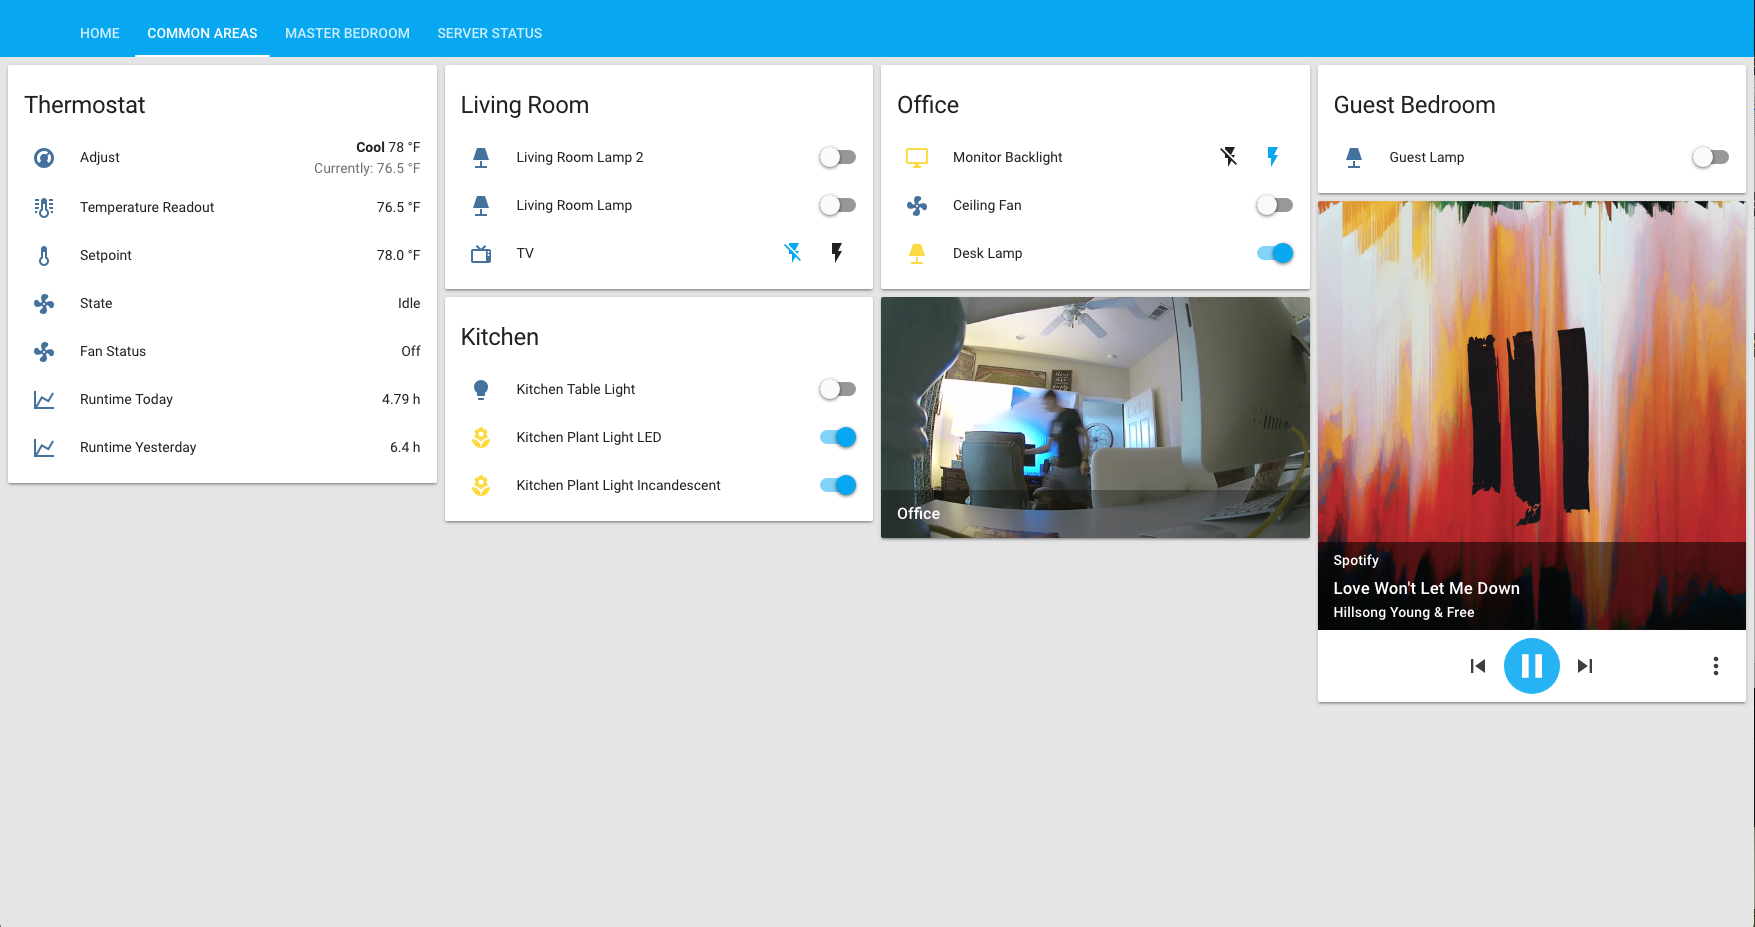 HOME COMMON AREAS MASTER BEDROOM SERVER STATUS
Thermostat
Adjust Cool 78 °F
Currently: 76.5 °F
Temperature Readout 76.5 °F
Setpoint 78.0 °F
State Idle
Fan Status Off
Runtime Today 4.79 h
Runtime Yesterday 6.4 h
Living Room
Living Room Lamp 2
Living Room Lamp
TV
Kitchen
Kitchen Table Light
Kitchen Plant Light LED
Kitchen Plant Light Incandescent
Office
Monitor Backlight
Ceiling Fan
Desk Lamp
Office
Guest Bedroom
Guest Lamp
Spotify
Love Won't Let Me Down
Hillsong Young & Free